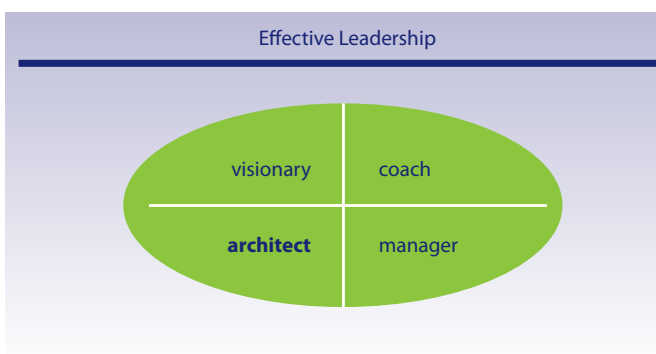 Effective Leadership
visionary
coach
architect
manager